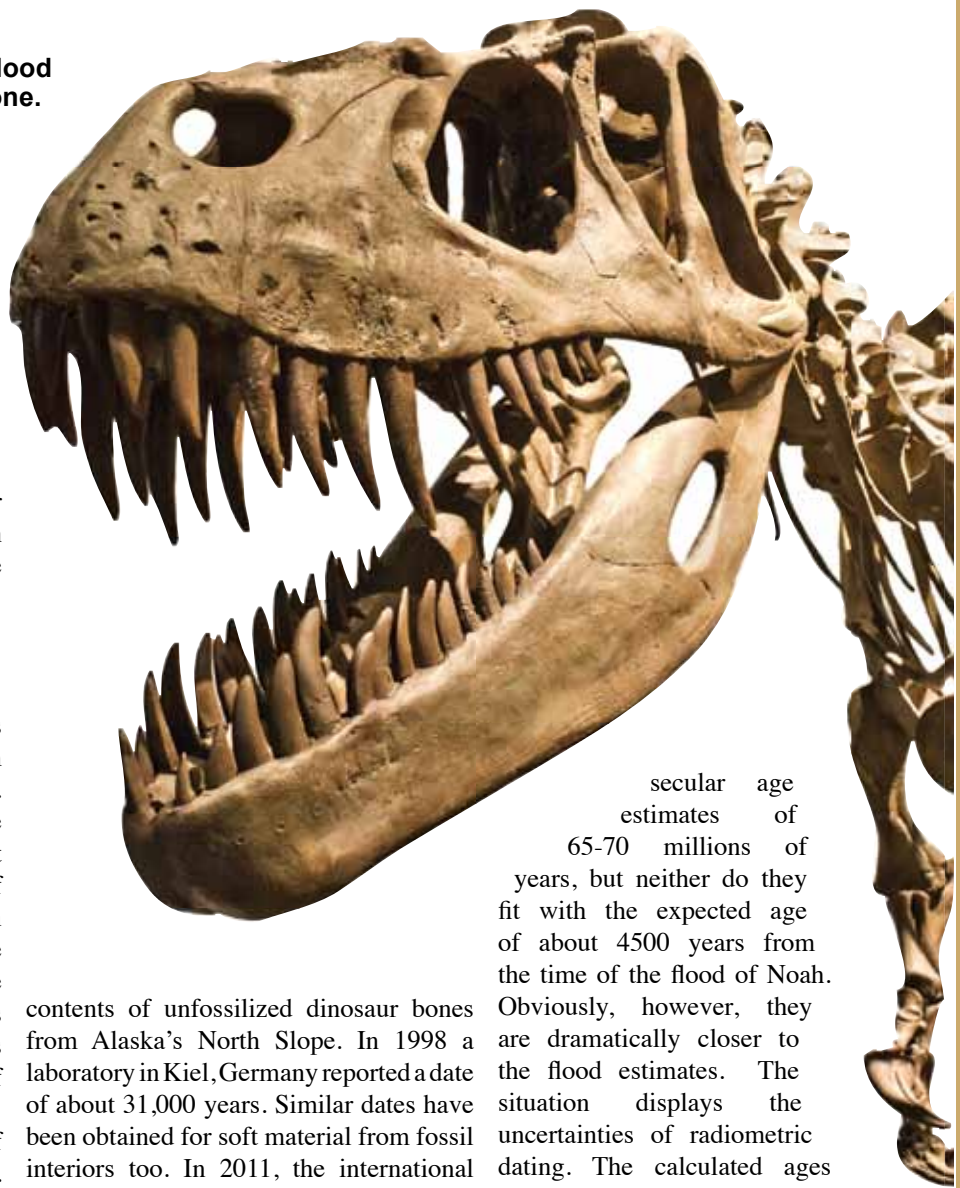 one.
contents of unfossilized dinosaur bones
from Alaska’s North Slope. In 1998 a
laboratory in Kiel, Germany reported a date
of about 31,000 years. Similar dates have
been obtained for soft material from fossil
interiors too. In 2011, the international
secular age
estimates of
65-70 millions of
years, but neither do they
fit with the expected age
of about 4500 years from
the time of the flood of Noah.
Obviously, however, they
are dramatically closer to
the flood estimates. The
situation displays the
uncertainties of radiometric
dating. The calculated ages